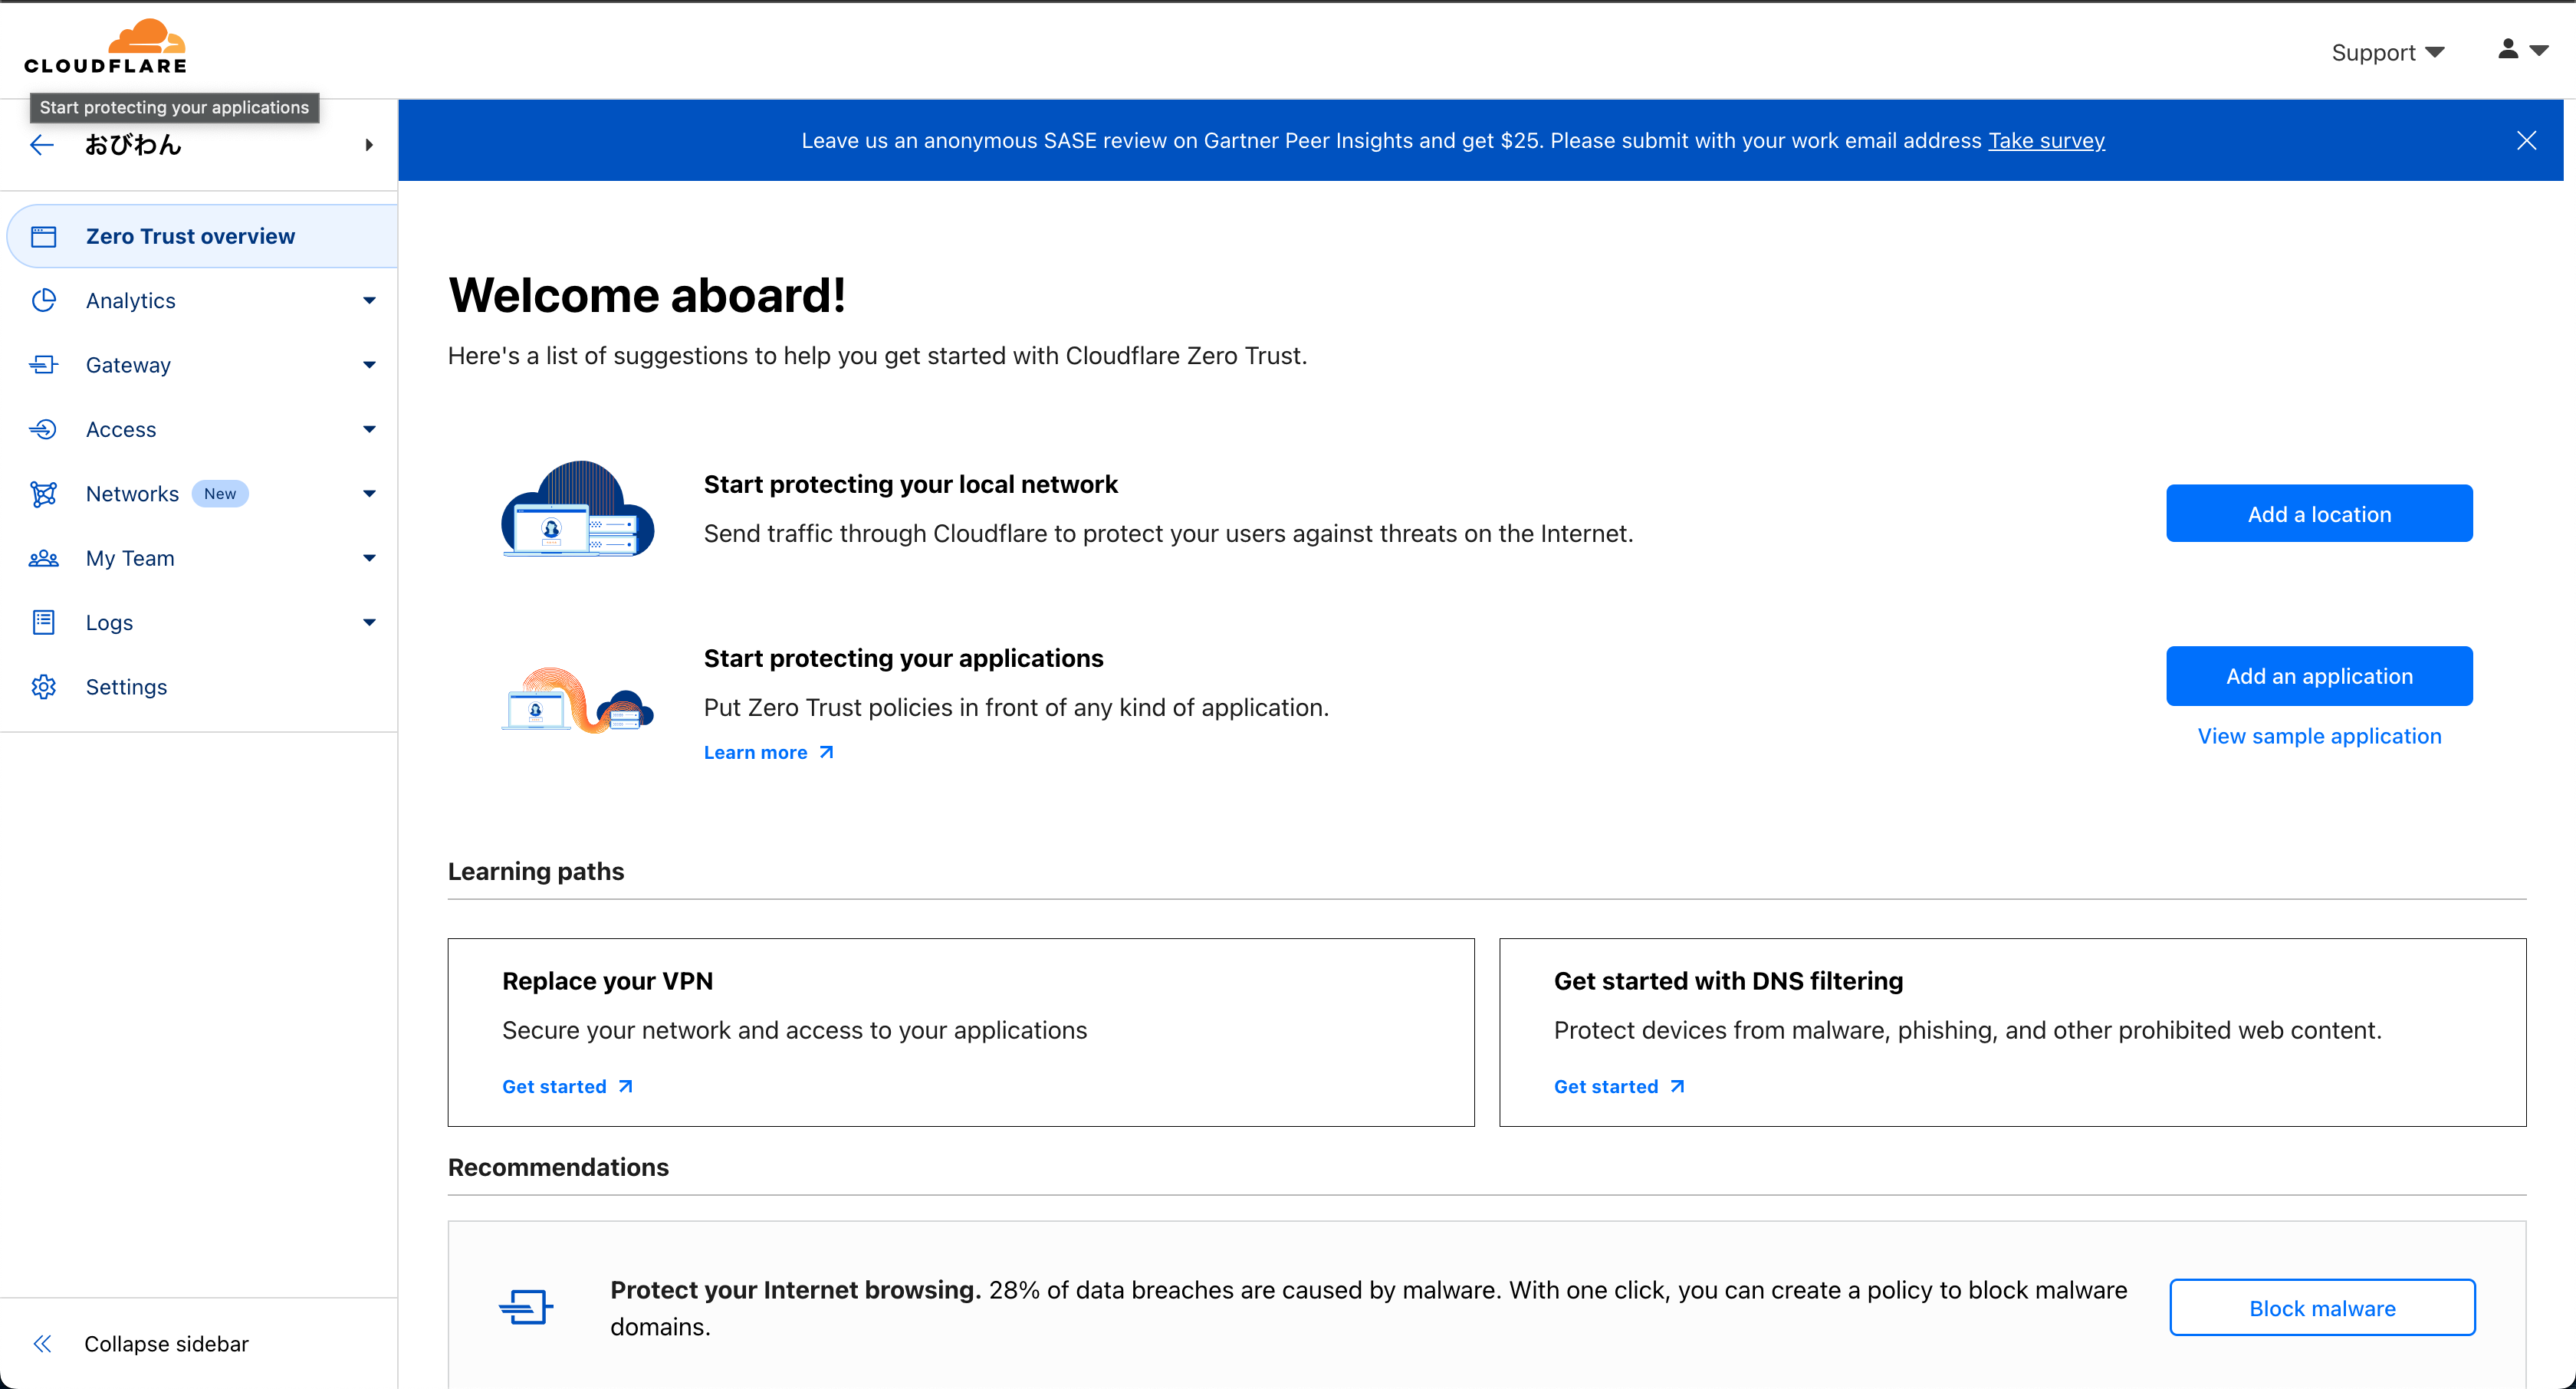 CLOUDFLARE
Support
Start protecting your applications
おびわん
Leave us an anonymous SASE review on Gartner Peer Insights and get $25. Please submit with your work email address Take survey
Zero Trust overview
Analytics
Gateway
Access
Networks New
My Team
Logs
Settings
Collapse sidebar
Welcome aboard!
Here's a list of suggestions to help you get started with Cloudflare Zero Trust.
Start protecting your local network
Send traffic through Cloudflare to protect your users against threats on the Internet.
Add a location
Start protecting your applications
Put Zero Trust policies in front of any kind of application.
Learn more
Add an application
View sample application
Learning paths
Replace your VPN
Secure your network and access to your applications
Get started
Get started with DNS filtering
Protect devices from malware, phishing, and other prohibited web content.
Get started
Recommendations
Protect your Internet browsing. 28% of data breaches are caused by malware. With one click, you can create a policy to block malware
domains.
Block malware